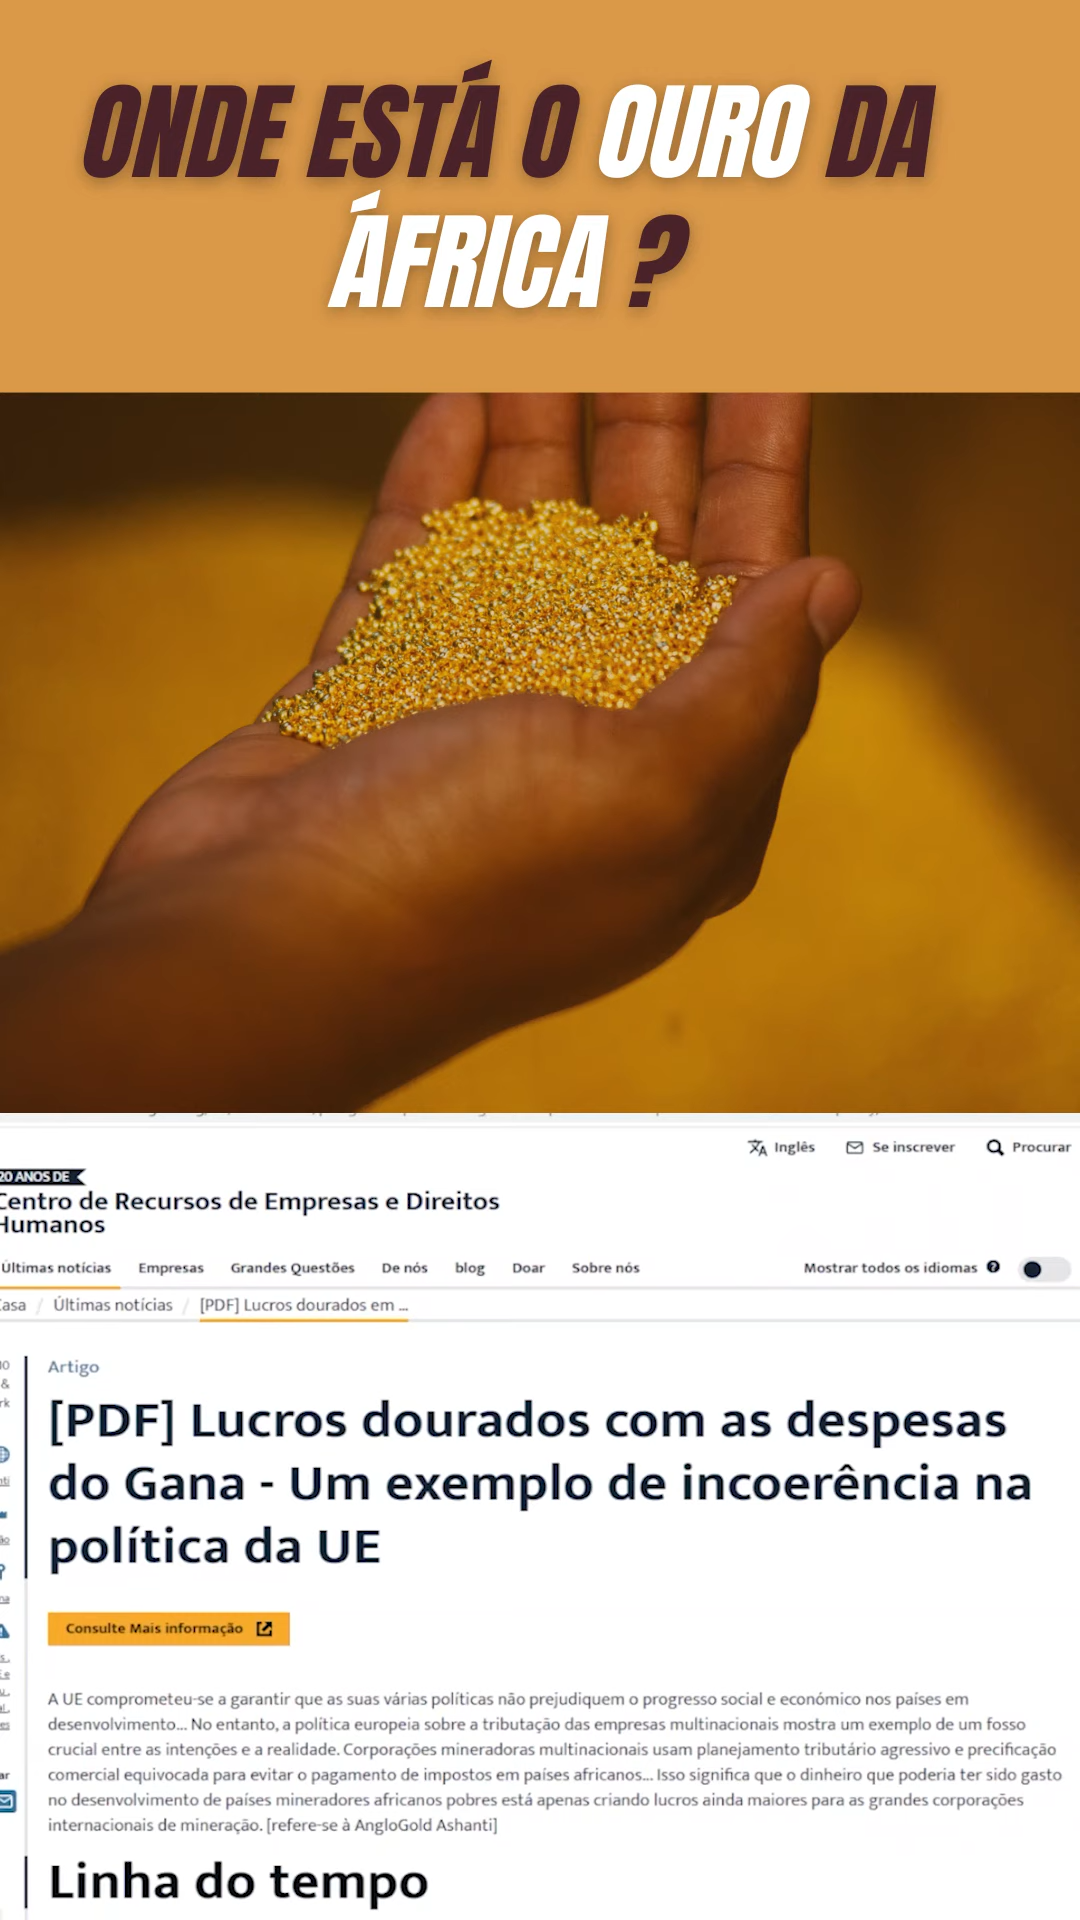 ONDE ESTÁ O OURO DA
ÁFRICA ?
Inglês Se inscrever Procurar
20 ANOS DE
Centro de Recursos de Empresas e Direitos
Humanos
Últimas notícias Empresas Grandes Questões De nós blog Doar Sobre nós Mostrar todos os idiomas ?
Casa / Últimas notícias / [PDF] Lucros dourados em ...
Artigo
[PDF] Lucros dourados com as despesas
do Gana - Um exemplo de incoerência na
política da UE
Consulte Mais informação
A UE comprometeu-se a garantir que as suas várias políticas não prejudiquem o progresso social e económico nos países em
desenvolvimento... No entanto, a política europeia sobre a tributação das empresas multinacionais mostra um exemplo de um fosso
crucial entre as intenções e a realidade. Corporações mineradoras multinacionais usam planejamento tributário agressivo e precificação
comercial equivocada para evitar o pagamento de impostos em países africanos... Isso significa que o dinheiro que poderia ter sido gasto
no desenvolvimento de países mineradores africanos pobres está apenas criando lucros ainda maiores para as grandes corporações
internacionais de mineração. [refere-se à AngloGold Ashanti]
Linha do tempo